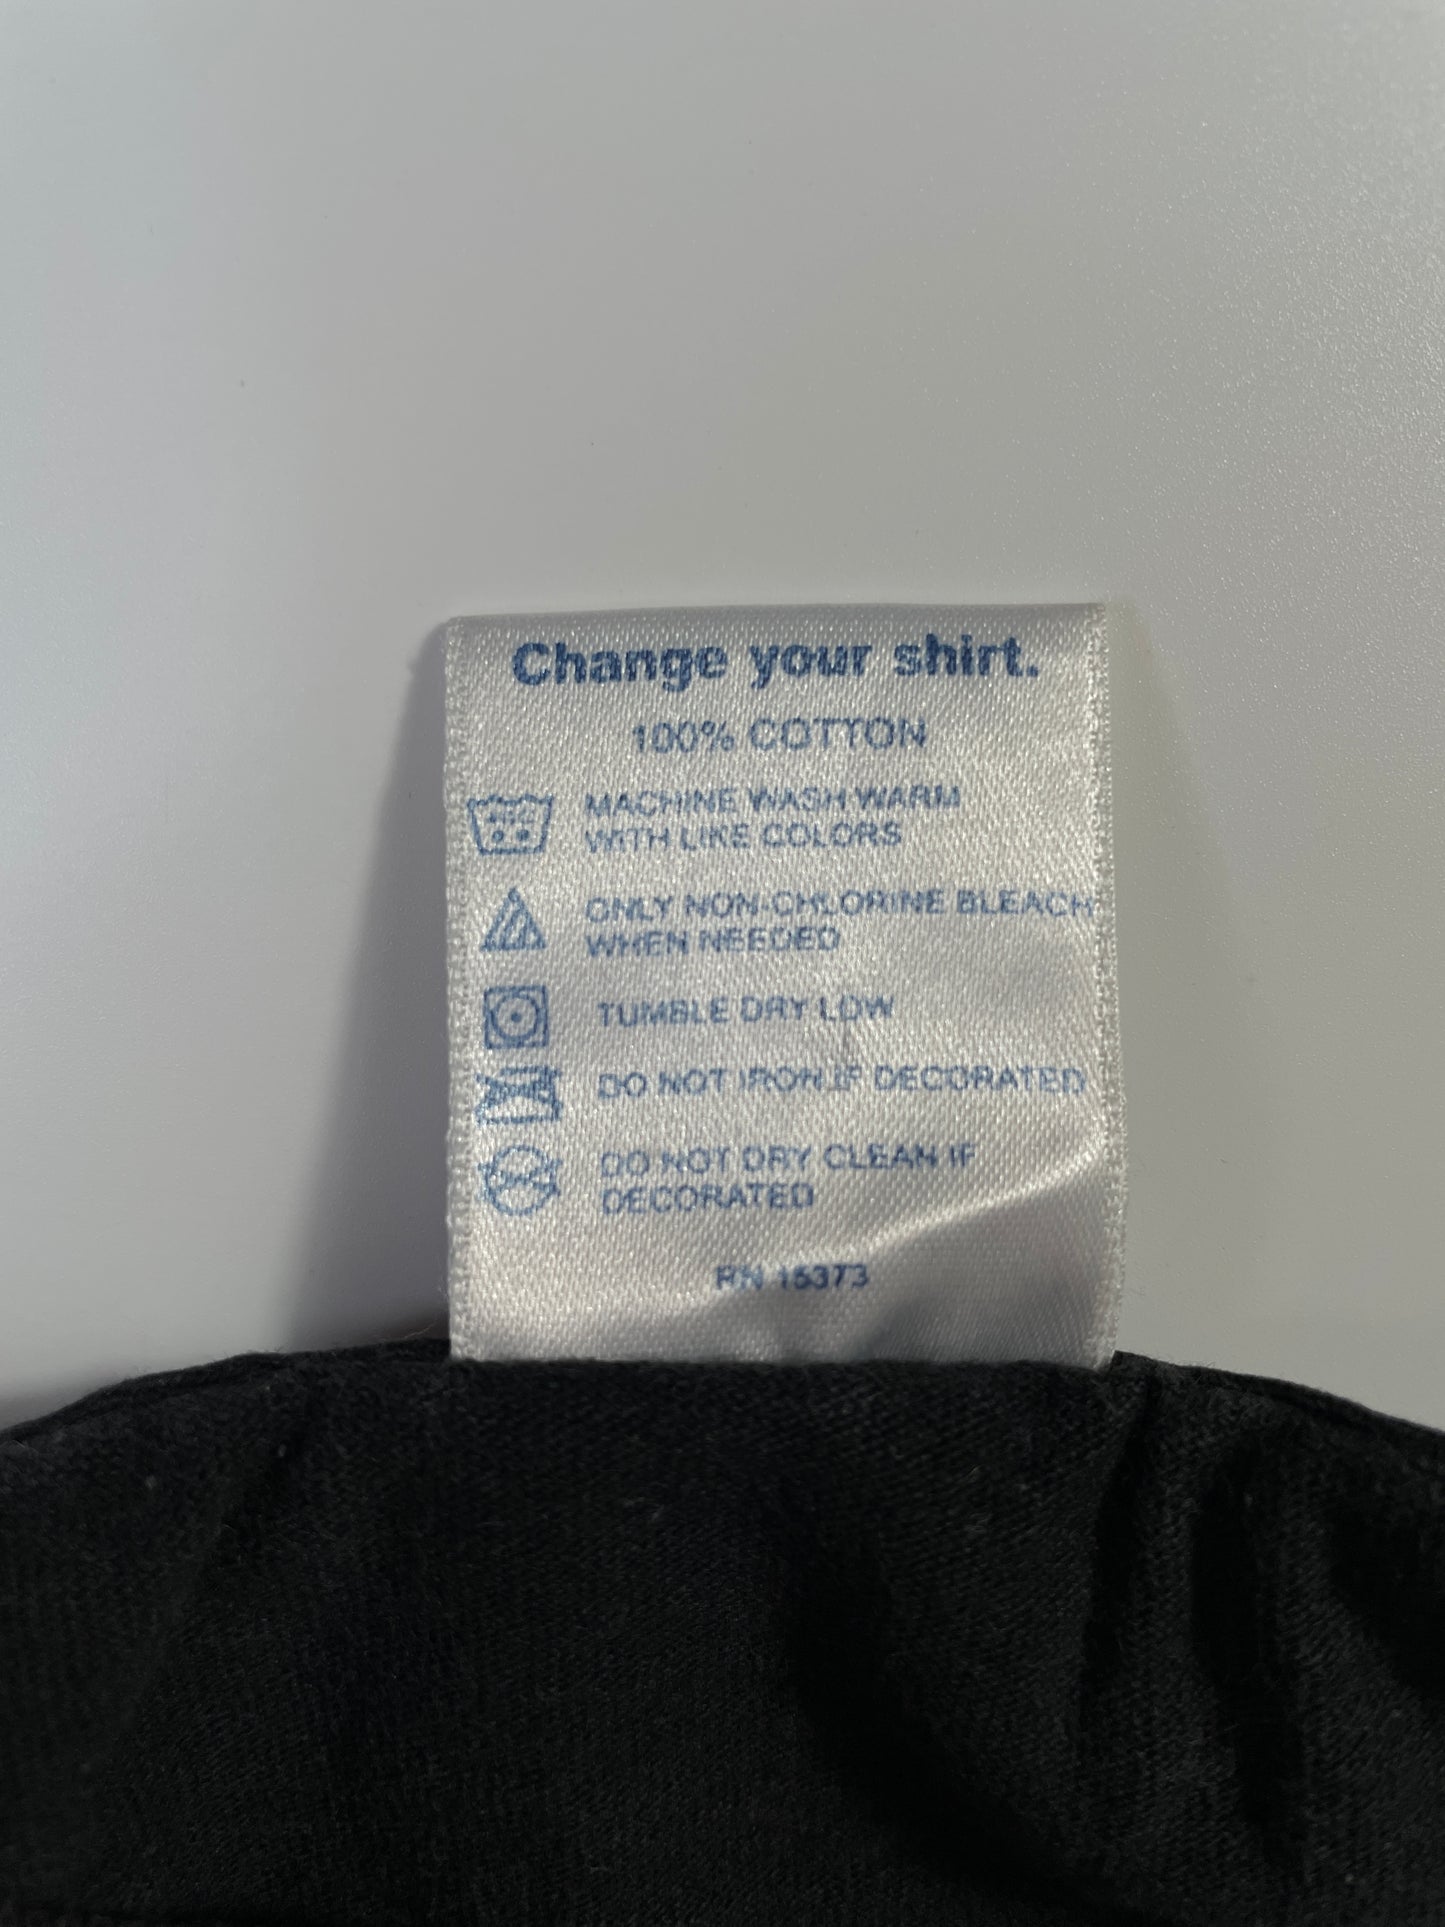 Change your shirt.
100% COTTON
MACHINE WASH WARM
WITH LIKE COLORS
ONLY NON-CHLORINE BLEACH
WHEN NEEDED
TUMBLE DRY LOW
DO NOT IRON IF DECORATED
DO NOT DRY CLEAN IF
DECORATED
RN 15373